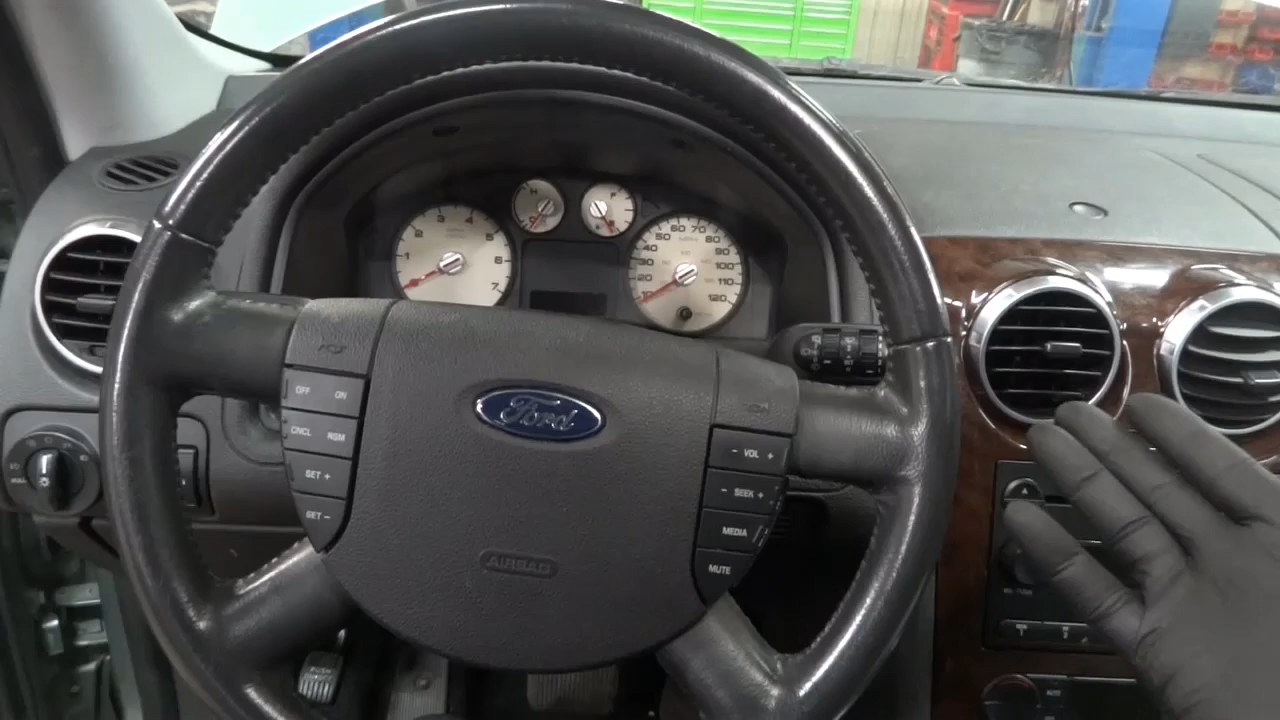 H
F
C
E
1
2
3
4
5
6
7
10
20
30
40
50
60
70
80
90
100
110
120
OFF ON
CNCL RSM
SET +
SET -
Ford
- VOL +
- SEEK +
MEDIA
MUTE
AIRBAG
AUTO